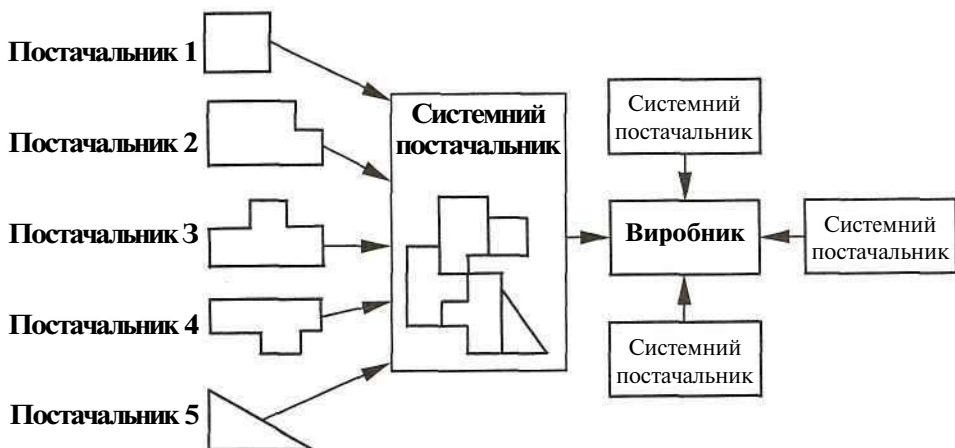 Постачальник 1
Постачальник 2
Постачальник 3
Постачальник 4
Постачальник 5
Системний
постачальник
Системний
постачальник
Виробник
Системний
постачальник
Системний
постачальник